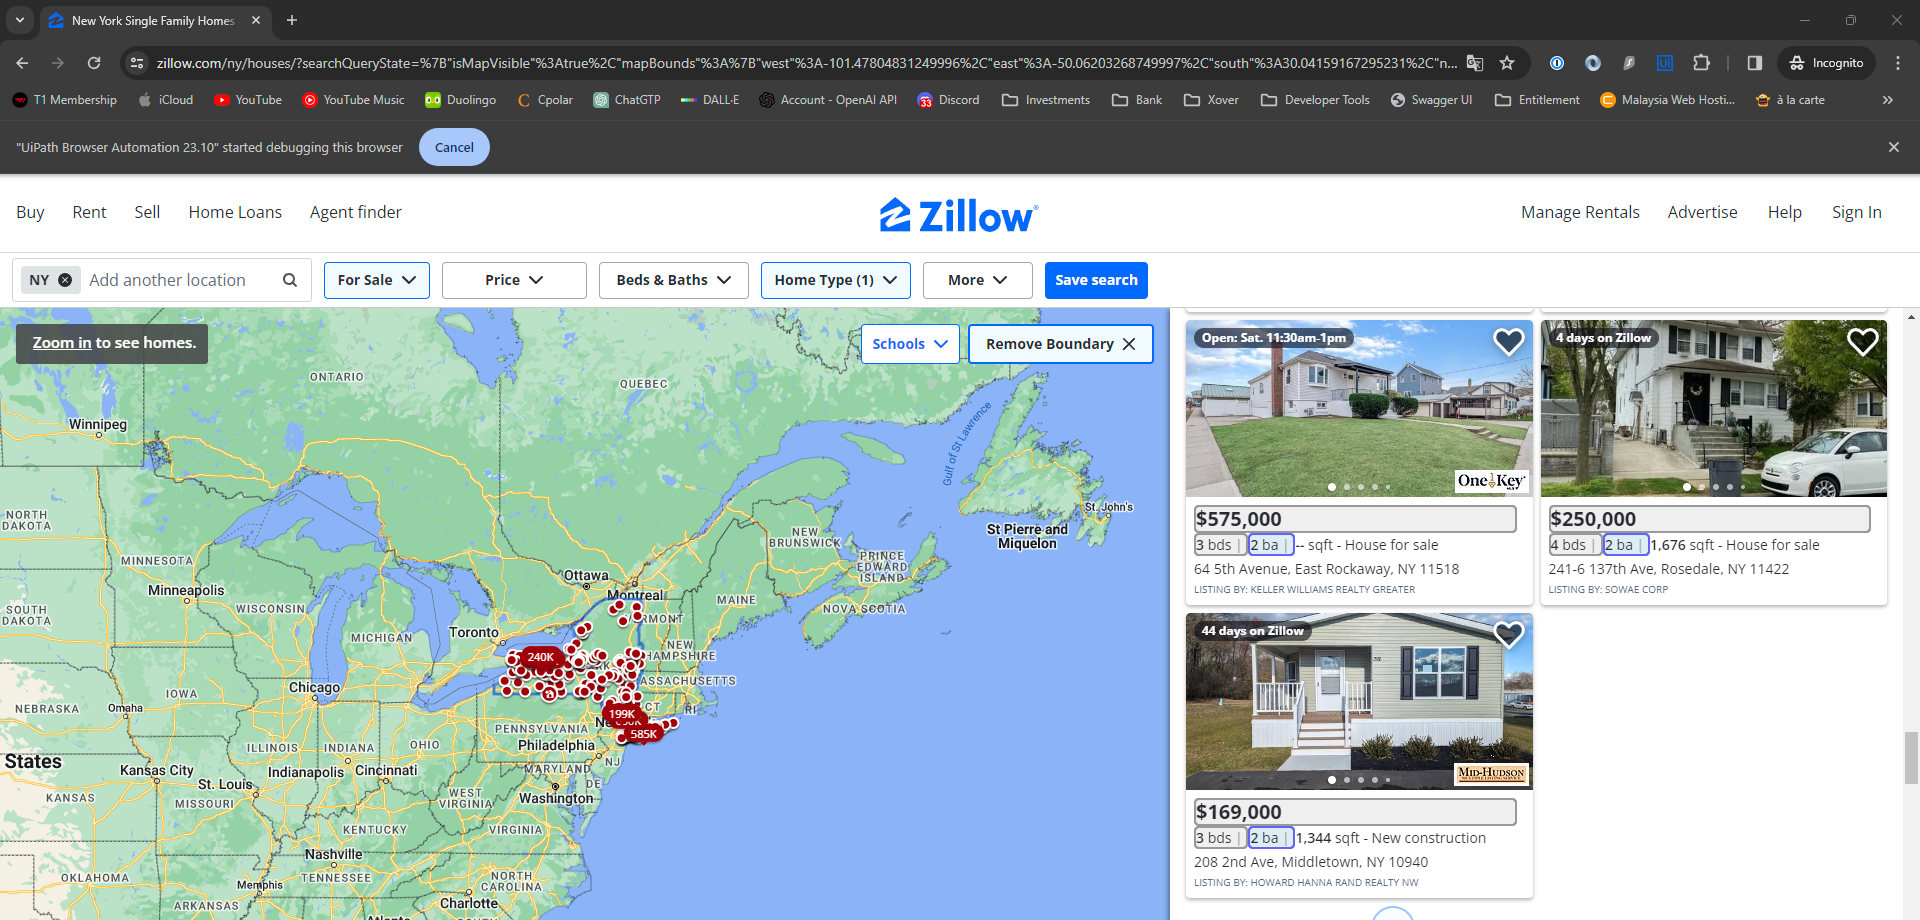 New York Single Family Homes
zillow.com/ny/houses/?searchQueryState=%7B"isMapVisible"%3Atrue%2C"mapBounds"%3A%7B"west"%3A-101.47804831249996%2C"east"%3A-50.06203268749997%2C"south"%3A30.04159167295231%2C"n...
Incognito
T1 Membership
iCloud
YouTube
YouTube Music
Duolingo
Cpolar
ChatGTP
DALL·E
Account - OpenAI API
Discord
Investments
Bank
Xover
Developer Tools
Swagger UI
Entitlement
Malaysia Web Hosti...
à la carte
"UiPath Browser Automation 23.10" started debugging this browser
Cancel
Buy
Rent
Sell
Home Loans
Agent finder
Zillow
Manage Rentals
Advertise
Help
Sign In
NY
Add another location
For Sale
Price
Beds & Baths
Home Type (1)
More
Save search
Zoom in to see homes.
Schools
Remove Boundary
ONTARIO
QUEBEC
Winnipeg
Gulf of St Lawrence
NORTH
DAKOTA
St. John's
St Pierre and
Miquelon
NEW
BRUNSWICK
PRINCE
EDWARD
ISLAND
MINNESOTA
Ottawa
Montreal
Minneapolis
WISCONSIN
MAINE
NOVA SCOTIA
SOUTH
DAKOTA
RMONT
Toronto
MICHIGAN
NEW
HAMPSHIRE
240K
ASSACHUSETTS
Chicago
IOWA
NEBRASKA
Omaha
199K
CT
RI
585K
PENNSYLVANIA
Philadelphia
NJ
ILLINOIS
INDIANA
OHIO
States
Kansas City
Indianapolis
Cincinnati
MARYLAND
DE
St. Louis
Washington
KANSAS
MISSOURI
WEST
VIRGINIA
KENTUCKY
VIRGINIA
Nashville
TENNESSEE
OKLAHOMA
Memphis
NORTH
CAROLINA
Charlotte
ARKANSAS
Open: Sat. 11:30am-1pm
OneKey
$575,000
3 bds | 2 ba | -- sqft - House for sale
64 5th Avenue, East Rockaway, NY 11518
LISTING BY: KELLER WILLIAMS REALTY GREATER
4 days on Zillow
$250,000
4 bds | 2 ba | 1,676 sqft - House for sale
241-6 137th Ave, Rosedale, NY 11422
LISTING BY: SOWAE CORP
44 days on Zillow
MID-HUDSON
$169,000
3 bds | 2 ba | 1,344 sqft - New construction
208 2nd Ave, Middletown, NY 10940
LISTING BY: HOWARD HANNA RAND REALTY NW